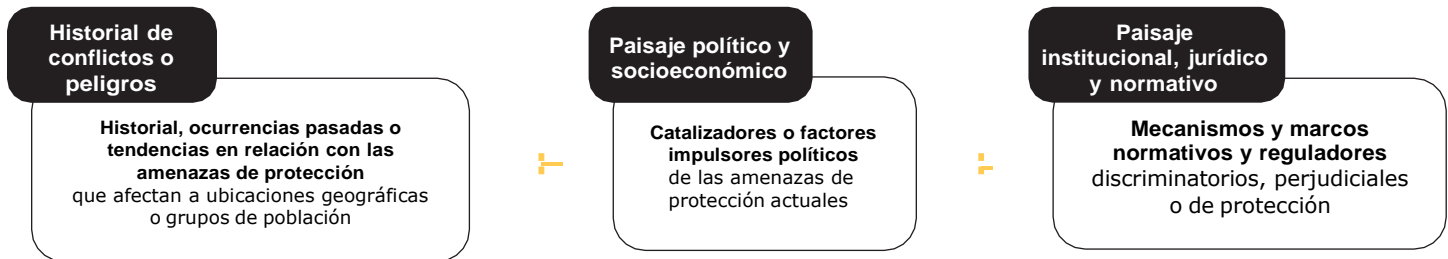 Historial de
conflictos o
peligros
Historial, ocurrencias pasadas o
tendencias en relación con las
amenazas de protección
que afectan a ubicaciones geográficas
o grupos de población
Paisaje político y
socioeconómico
Catalizadores o factores
impulsores políticos
de las amenazas de
protección actuales
Paisaje
institucional, jurídico
y normativo
Mecanismos y marcos
normativos y reguladores
discriminatorios, perjudiciales
o de protección